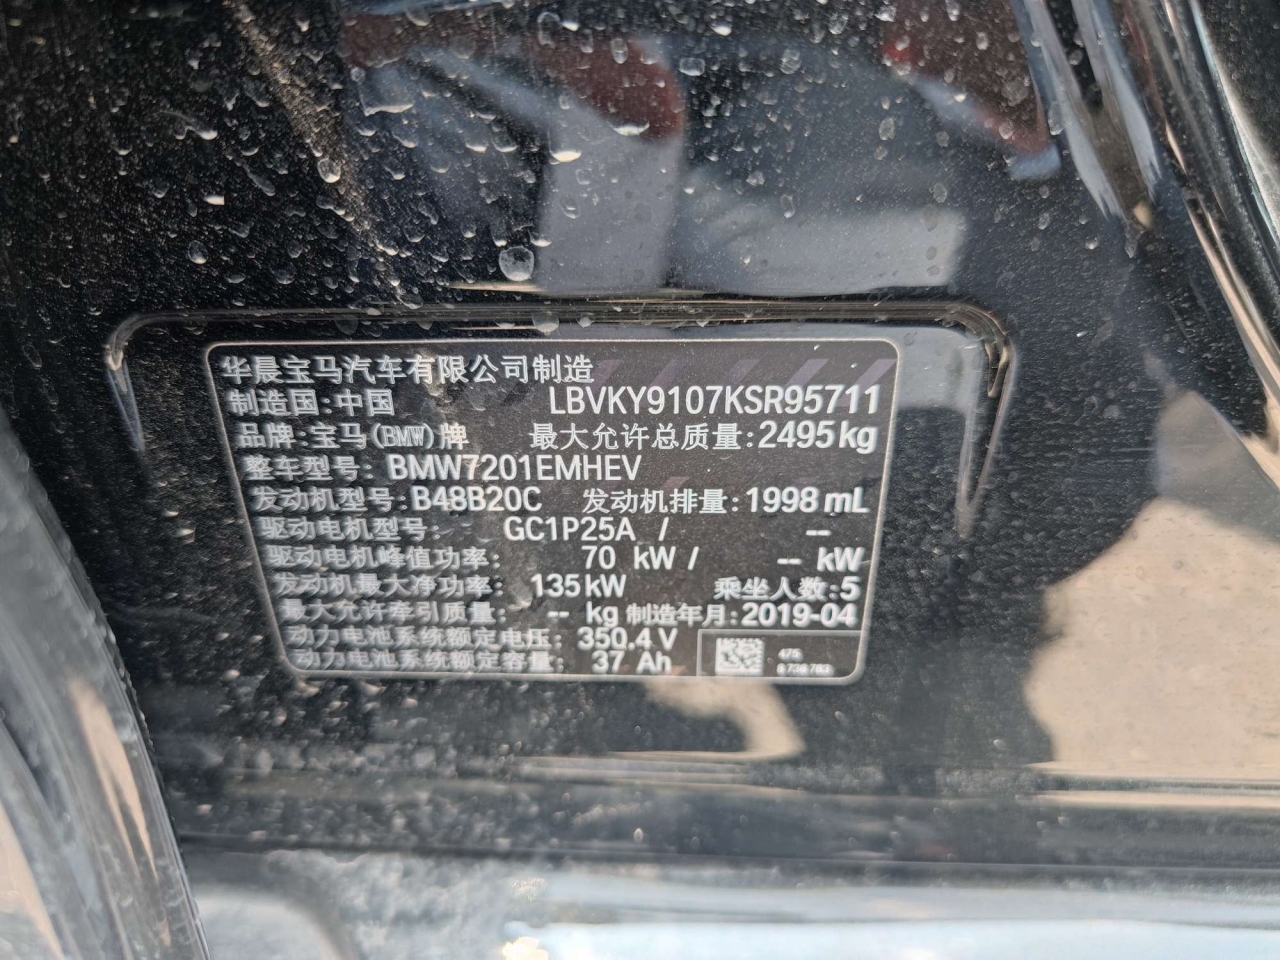 华晨宝马汽车有限公司制造
制造国:中国 LBVKY9107KSR95711
品牌:宝马(BMW)牌 最大允许总质量:2495kg
整车型号: BMW7201EMHEV
发动机型号:B48B20C 发动机排量:1998 mL
驱动电机型号: GC1P25A / --
驱动电机峰值功率: 70 kW / -- kW
发动机最大净功率: 135kW 乘坐人数:5
最大允许牵引质量: -- kg 制造年月:2019-04
动力电池系统额定电压: 350.4 V
动力电池系统额定容量: 37 Ah
475